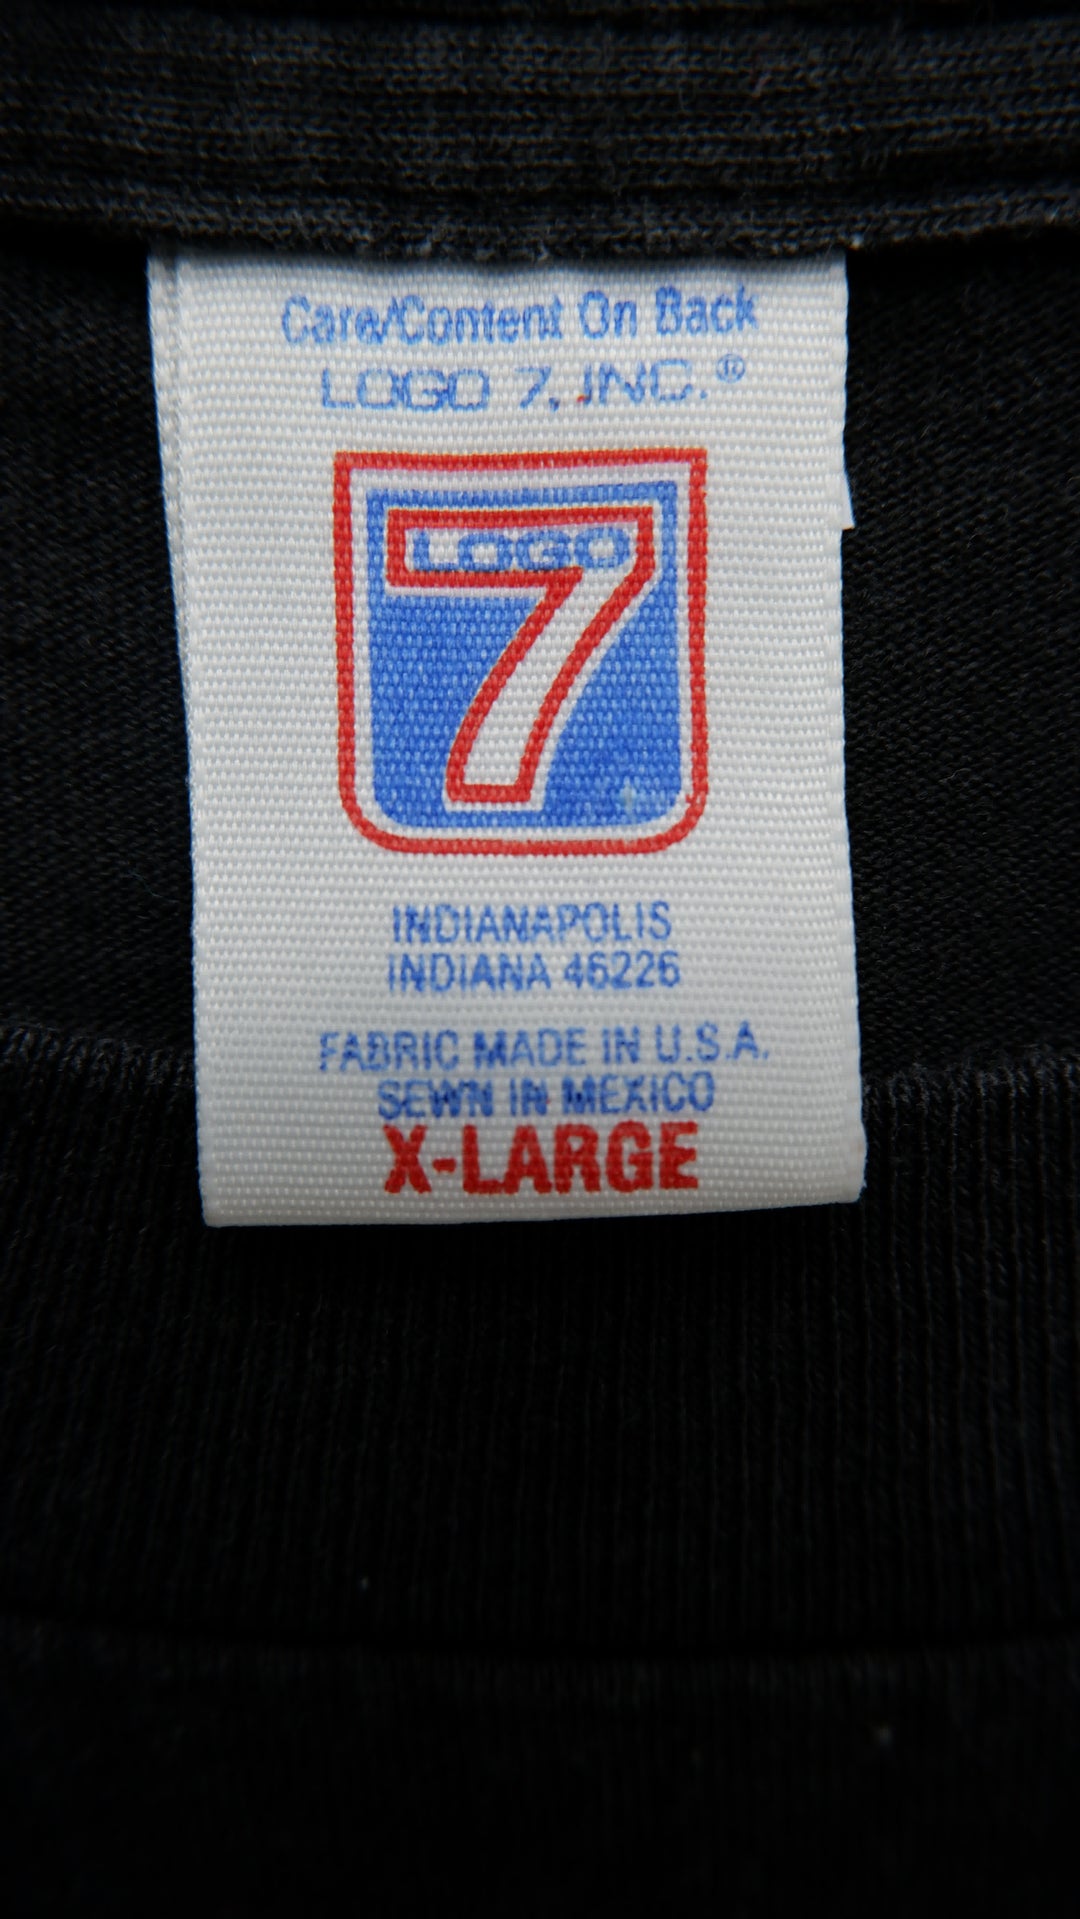 Care/Content On Back
LOGO 7, INC.®
LOGO
7
INDIANAPOLIS
INDIANA 46226
FABRIC MADE IN U.S.A.
SEWN IN MEXICO
X-LARGE